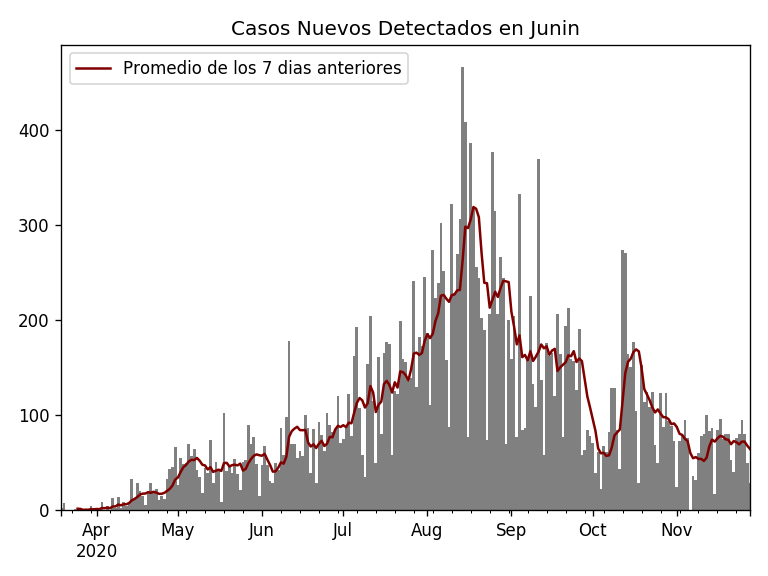 Casos Nuevos Detectados en Junin
Promedio de los 7 dias anteriores
400
300
200
100
0
Apr May Jun Jul Aug Sep Oct Nov
2020